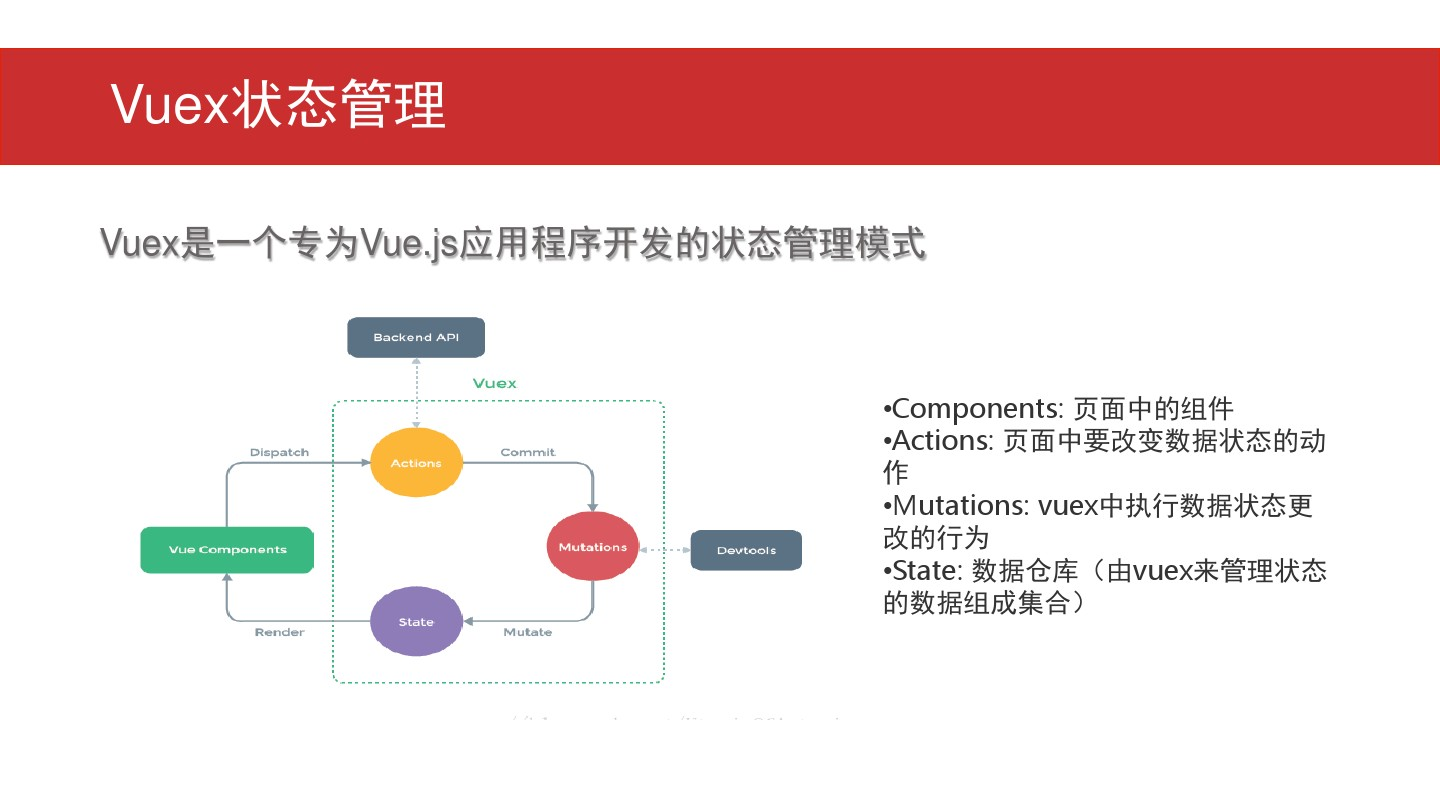 Vuex状态管理
Vuex是一个专为Vue.js应用程序开发的状态管理模式
Backend API
Vuex
Dispatch
Actions
Commit
Vue Components
Mutations
Devtools
State
Render
Mutate
•Components: 页面中的组件
•Actions: 页面中要改变数据状态的动
作
•Mutations: vuex中执行数据状态更
改的行为
•State: 数据仓库（由vuex来管理状态
的数据组成集合）